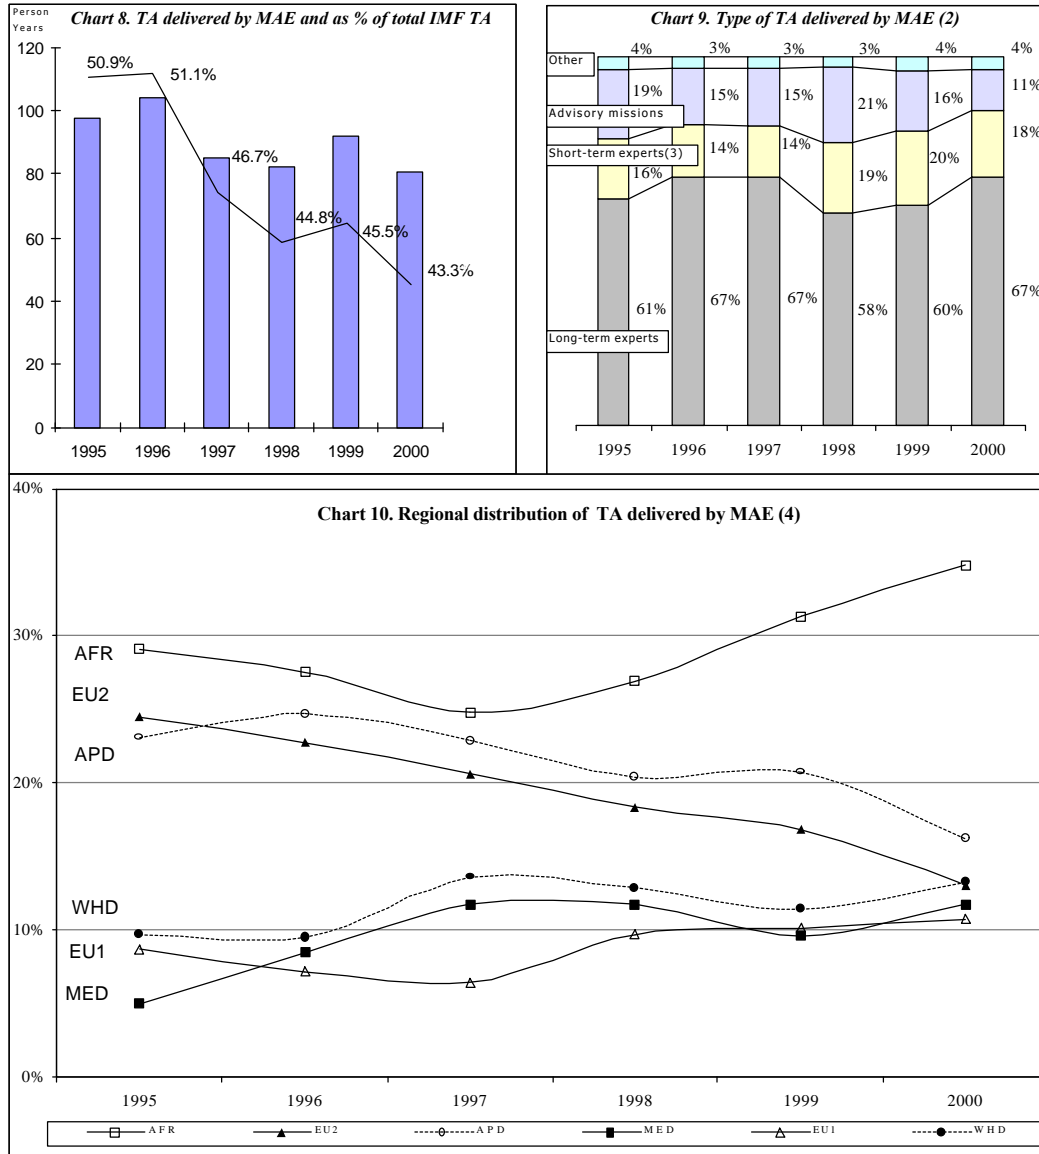 Person
Years
Chart 8. TA delivered by MAE and as % of total IMF TA
120
100
80
60
40
20
0
50.9%
51.1%
46.7%
44.8%
45.5%
43.3%
1995 1996 1997 1998 1999 2000
Chart 9. Type of TA delivered by MAE (2)
4% 3% 3% 3% 4% 4%
Other
19% 15% 15% 21% 16% 11%
Advisory missions
16% 14% 14% 19% 20% 18%
Short-term experts(3)
61% 67% 67% 58% 60% 67%
Long-term experts
1995 1996 1997 1998 1999 2000
Chart 10. Regional distribution of TA delivered by MAE (4)
40%
30%
20%
10%
0%
AFR
EU2
APD
WHD
EU1
MED
1995 1996 1997 1998 1999 2000
AFR EU2 APD MED EU1 WHD